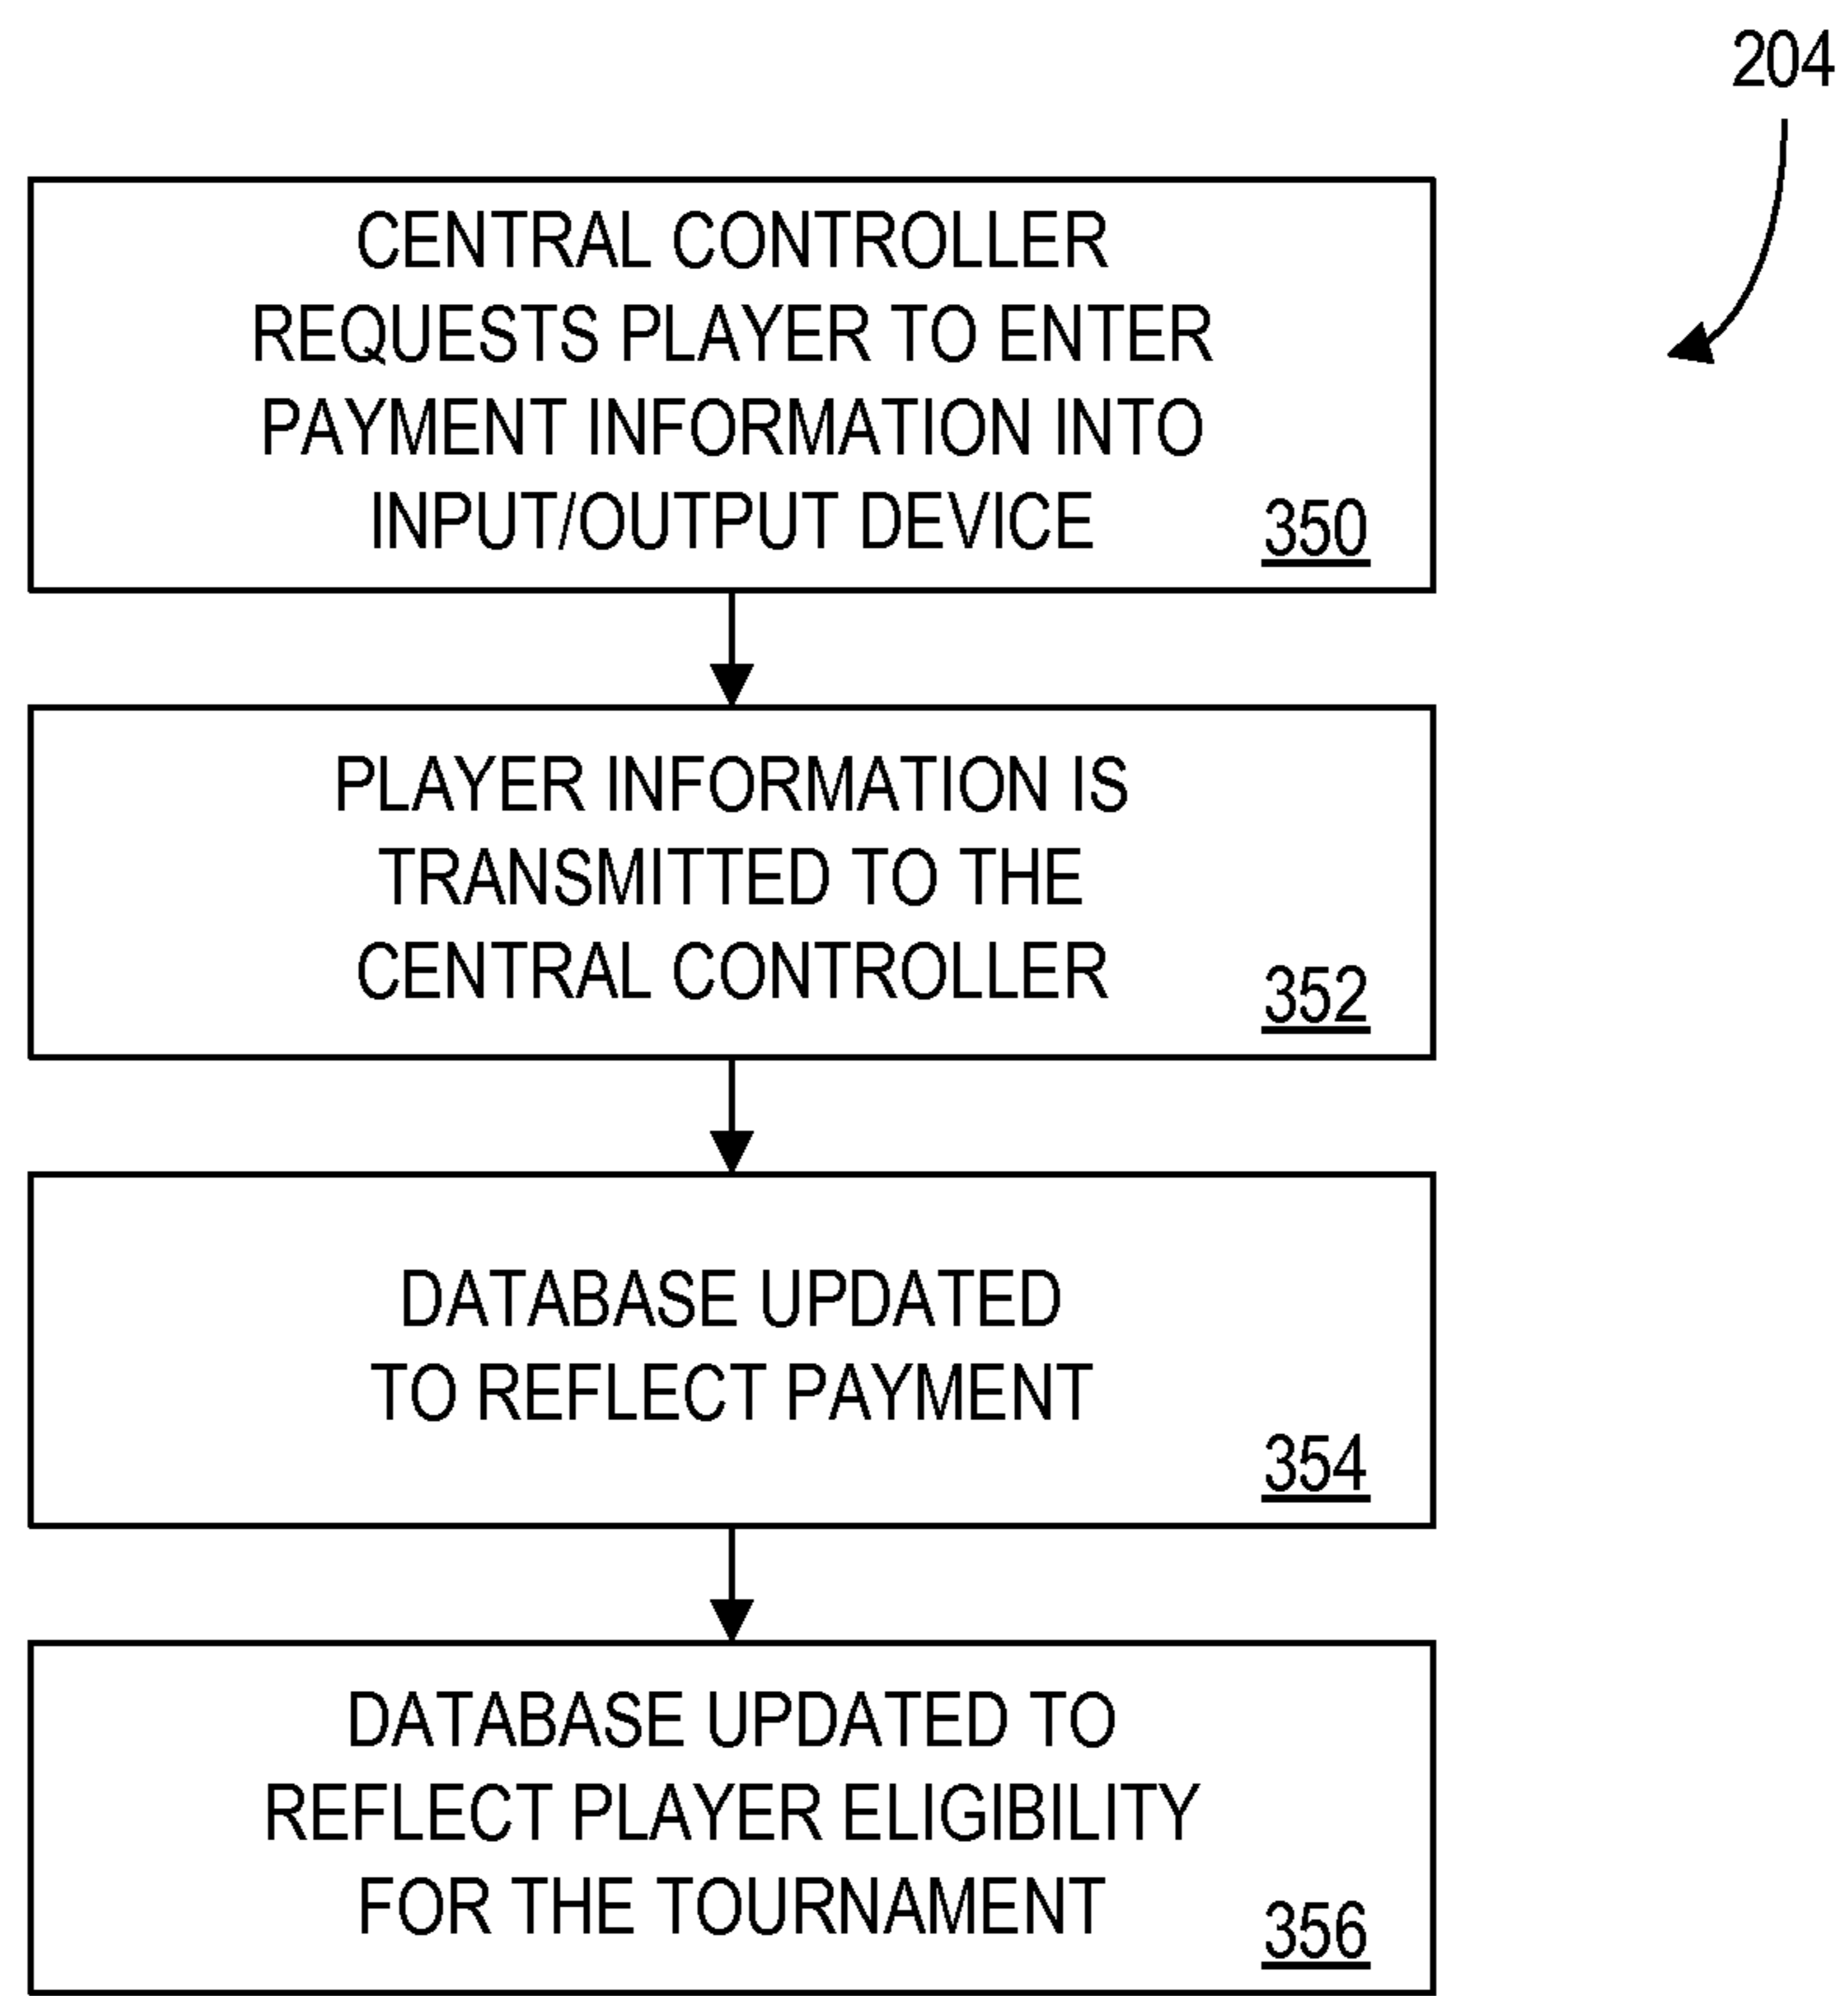 204
CENTRAL CONTROLLER
REQUESTS PLAYER TO ENTER
PAYMENT INFORMATION INTO
INPUT/OUTPUT DEVICE
350
PLAYER INFORMATION IS
TRANSMITTED TO THE
CENTRAL CONTROLLER
352
DATABASE UPDATED
TO REFLECT PAYMENT
354
DATABASE UPDATED TO
REFLECT PLAYER ELIGIBILITY
FOR THE TOURNAMENT
356